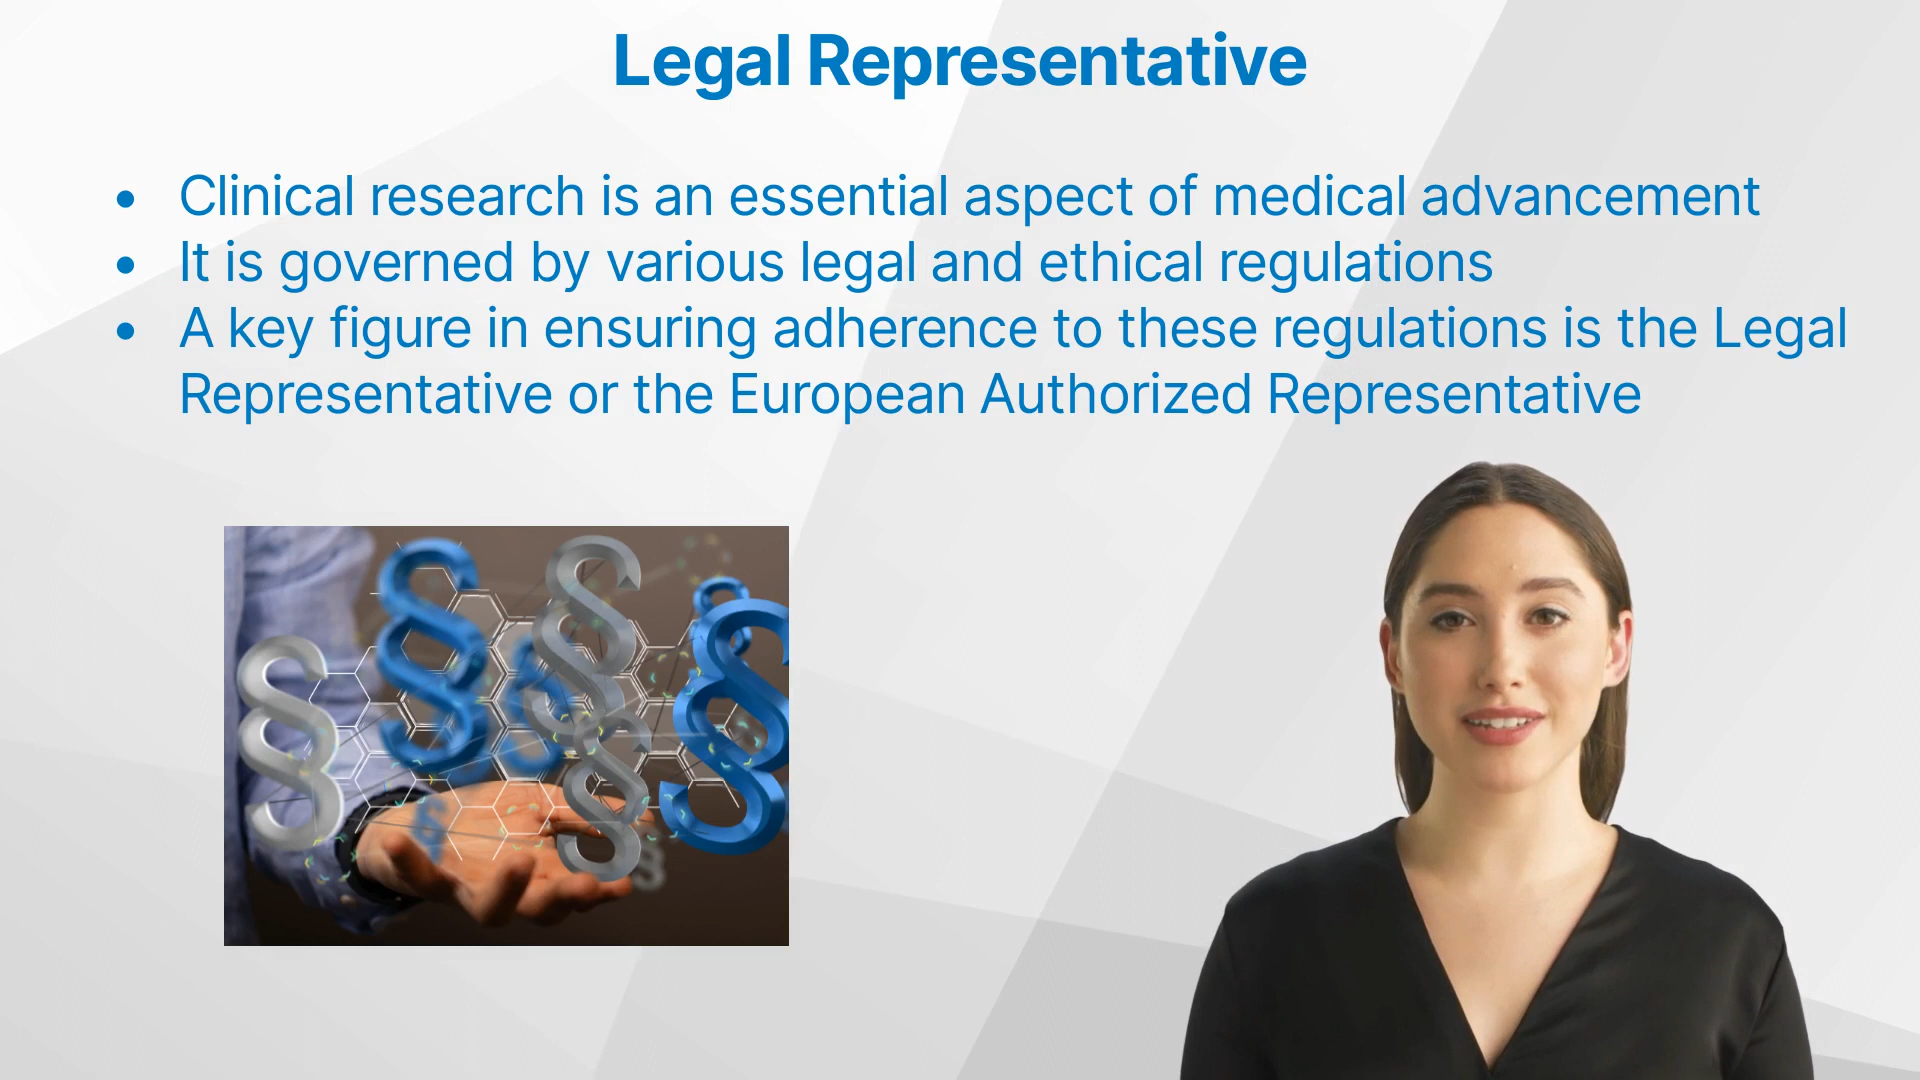 Legal Representative
• Clinical research is an essential aspect of medical advancement
• It is governed by various legal and ethical regulations
• A key figure in ensuring adherence to these regulations is the Legal
Representative or the European Authorized Representative
§ § § § § § § §